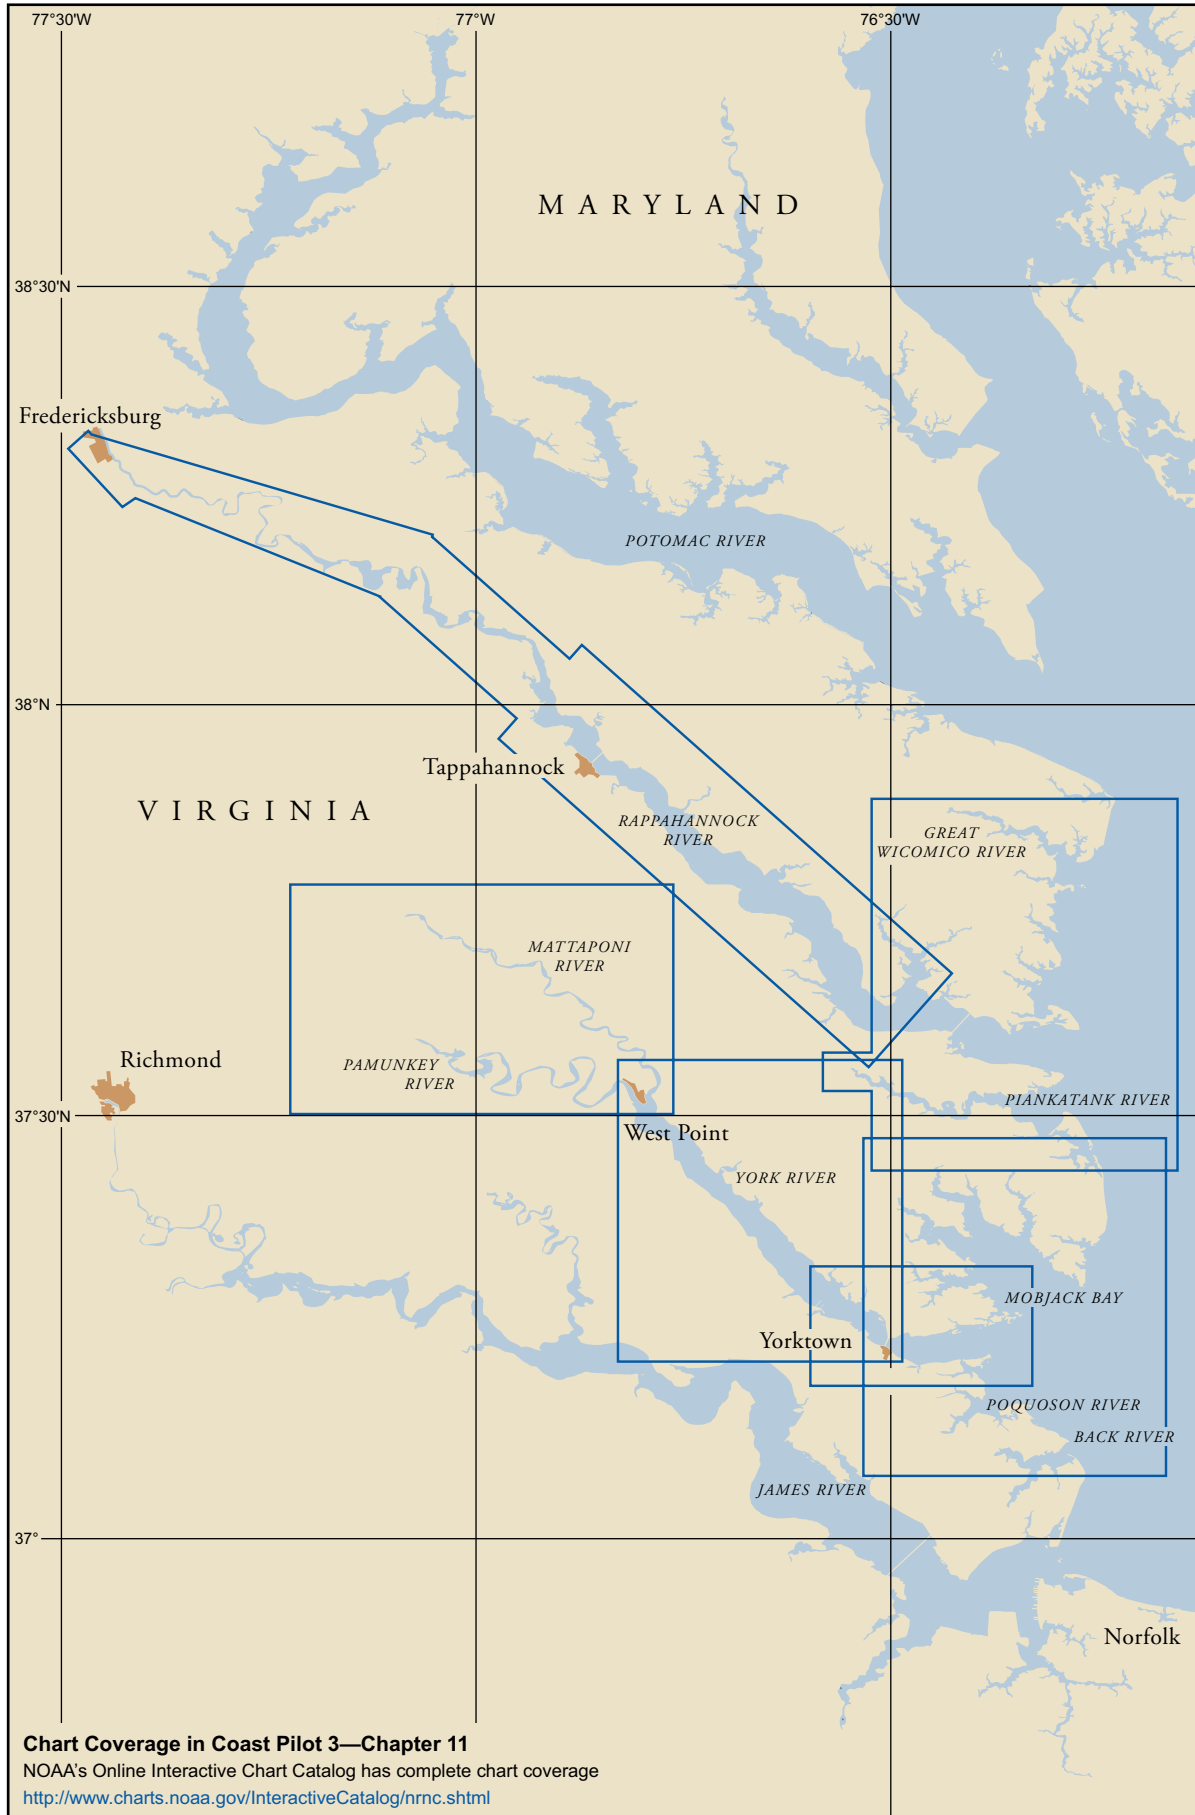 77°30'W
77°W
76°30'W
MARYLAND
38°30'N
Fredericksburg
POTOMAC RIVER
38°N
Tappahannock
VIRGINIA
RAPPAHANNOCK
RIVER
GREAT
WICOMICO RIVER
MATTAPONI
RIVER
Richmond
PAMUNKEY
RIVER
37°30'N
PIANKATANK RIVER
West Point
YORK RIVER
MOBJACK BAY
Yorktown
POQUOSON RIVER
BACK RIVER
JAMES RIVER
37°
Norfolk
Chart Coverage in Coast Pilot 3—Chapter 11
NOAA's Online Interactive Chart Catalog has complete chart coverage
http://www.charts.noaa.gov/InteractiveCatalog/nrnc.shtml